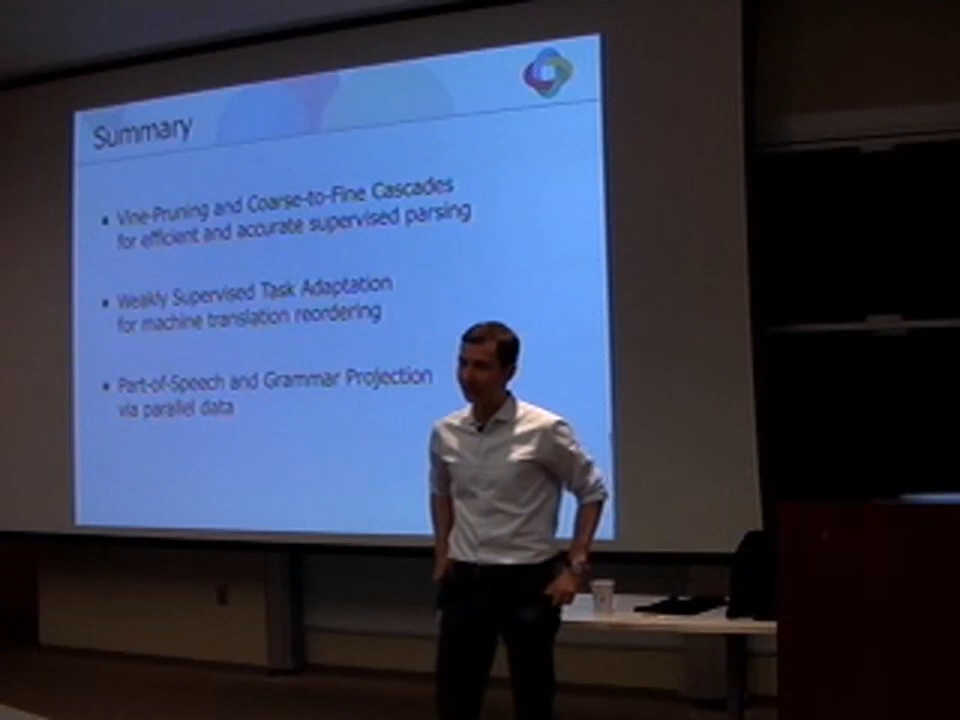 Summary
▪ Vine-Pruning and Coarse-to-Fine Cascades
for efficient and accurate supervised parsing
▪ Weakly Supervised Task Adaptation
for machine translation reordering
▪ Part-of-Speech and Grammar Projection
via parallel data